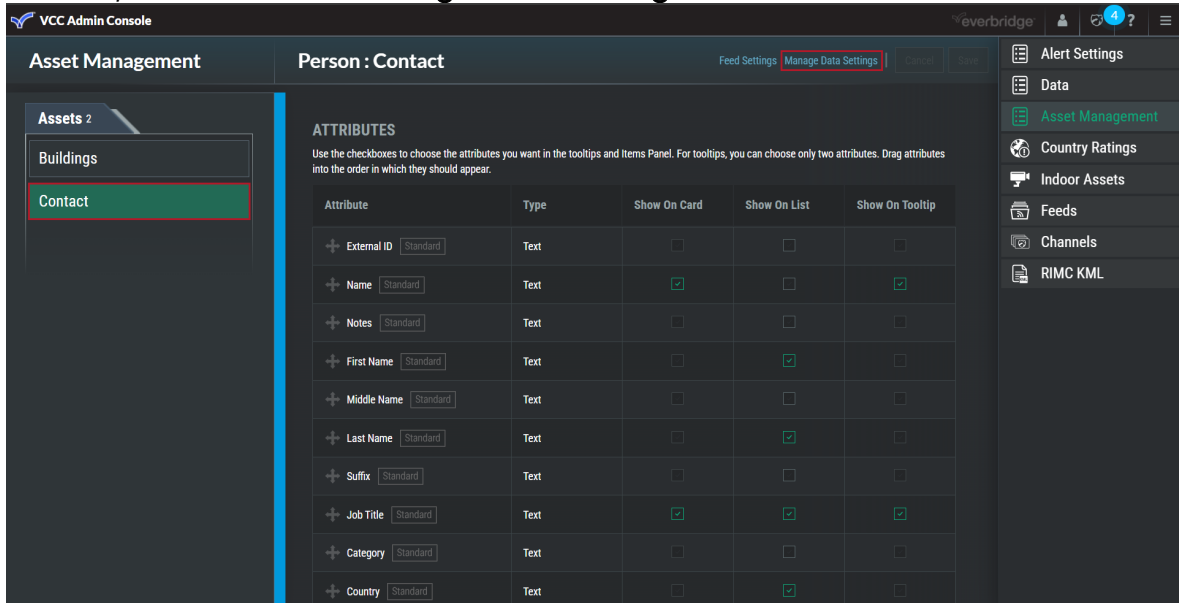 VCC Admin Console
everbridge
4
?
Asset Management
Person : Contact
Feed Settings
Manage Data Settings
Cancel
Save
Assets 2
Buildings
Contact
ATTRIBUTES
Use the checkboxes to choose the attributes you want in the tooltips and Items Panel. For tooltips, you can choose only two attributes. Drag attributes
into the order in which they should appear.
Attribute Type Show On Card Show On List Show On Tooltip
External ID Standard Text
Name Standard Text
Notes Standard Text
First Name Standard Text
Middle Name Standard Text
Last Name Standard Text
Suffix Standard Text
Job Title Standard Text
Category Standard Text
Country Standard Text
Alert Settings
Data
Asset Management
Country Ratings
Indoor Assets
Feeds
Channels
RIMC KML